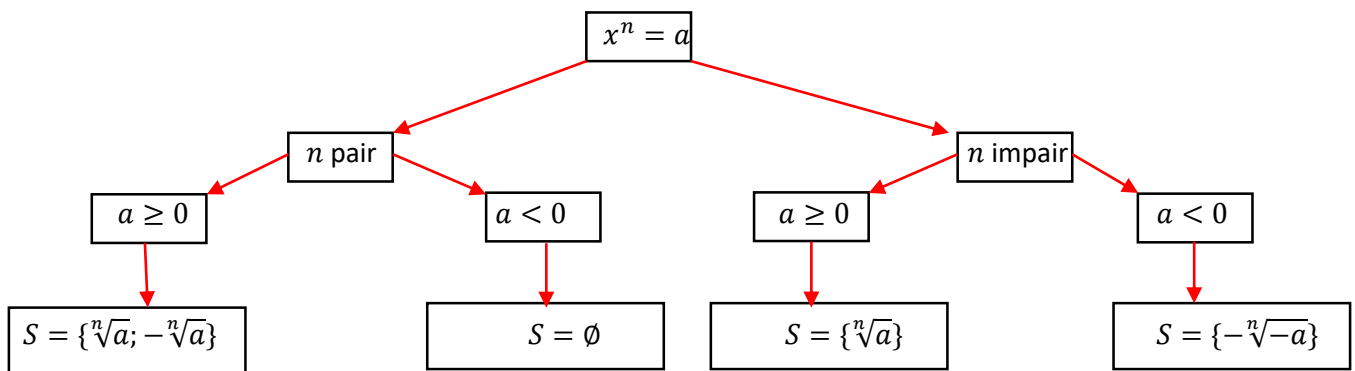 xⁿ = a
n pair
n impair
a ≥ 0
a < 0
a ≥ 0
a < 0
S = {ⁿ√a; −ⁿ√a}
S = ∅
S = {ⁿ√a}
S = {−ⁿ√−a}